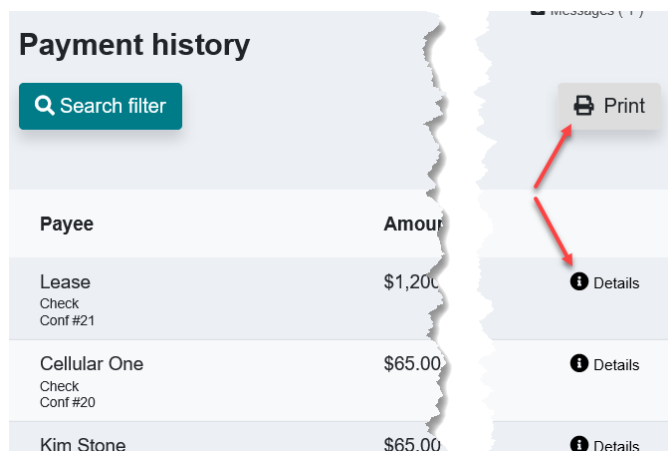 Messages ( 1 )
Payment history
Search filter
Print
Payee
Amour
Lease
$1,200
Details
Check
Conf #21
Cellular One
$65.00
Details
Check
Conf #20
Kim Stone
$65.00
Details